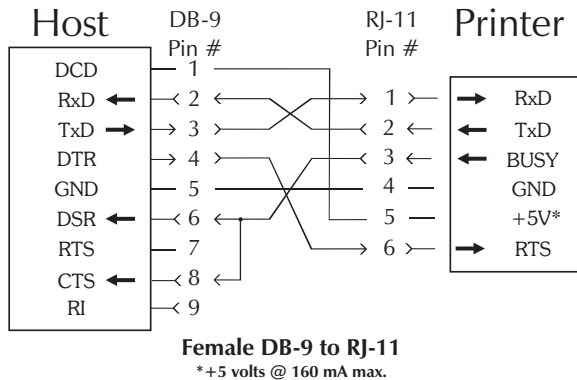 Host DB-9 RJ-11 Printer
Pin # Pin #
DCD 1
RxD 2 1 RxD
TxD 3 2 TxD
DTR 4 3 BUSY
GND 5 4 GND
DSR 6 5 +5V*
RTS 7 6 RTS
CTS 8
RI 9
Female DB-9 to RJ-11
*+5 volts @ 160 mA max.